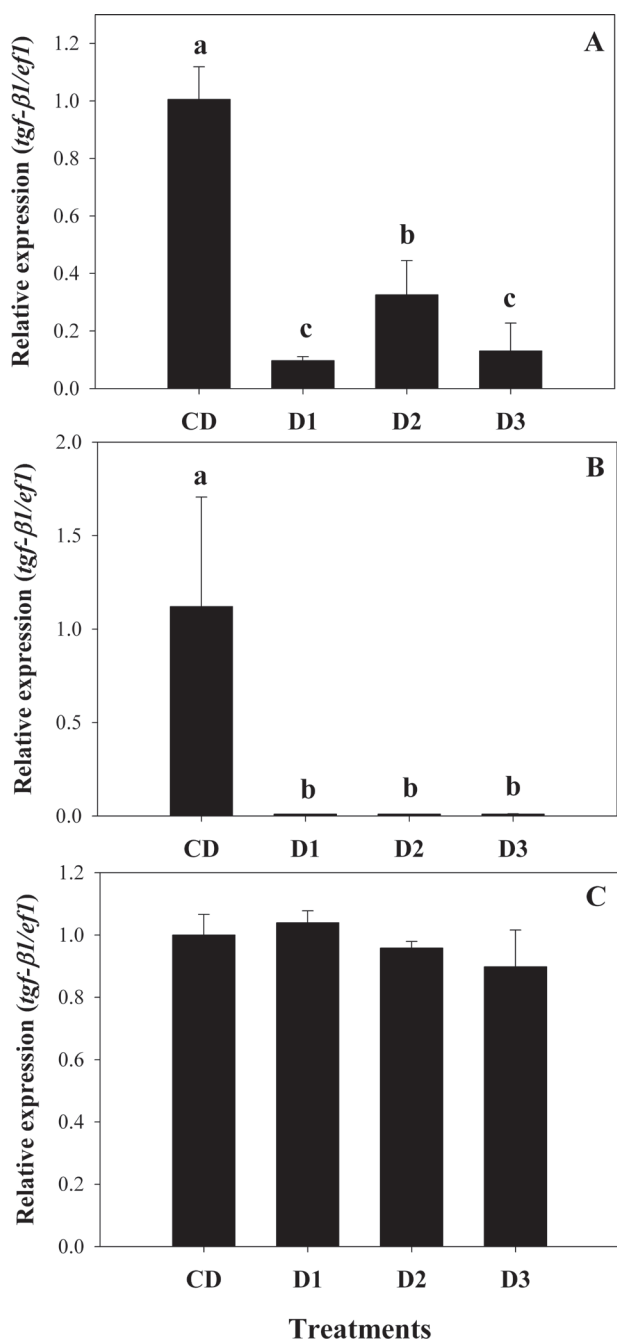 Relative expression (tgf-β1/ef1)
A
1.2
1.0
0.8
0.6
0.4
0.2
0.0
a
c
b
c
CD D1 D2 D3
Relative expression (tgf-β1/ef1)
B
2.0
1.5
1.0
0.5
0.0
a
b b b
CD D1 D2 D3
Relative expression (tgf-β1/ef1)
C
1.2
1.0
0.8
0.6
0.4
0.2
0.0
CD D1 D2 D3
Treatments